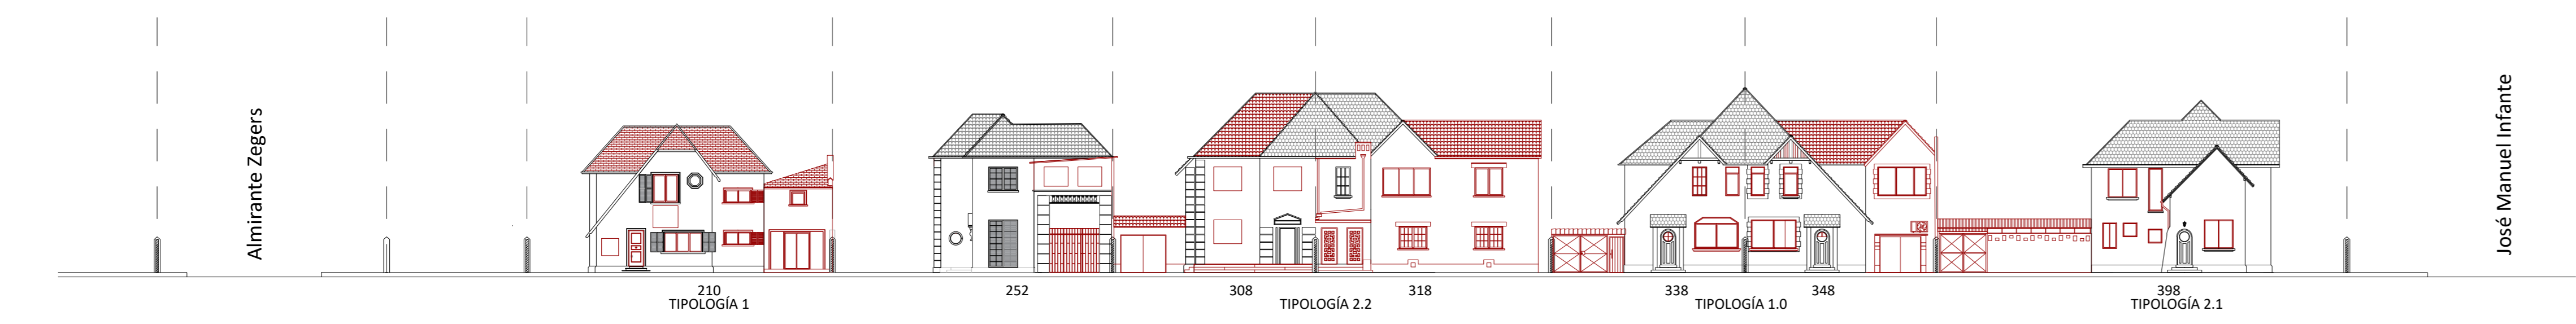 Almirante Zegers
José Manuel Infante
210
252
308
318
338
348
398
TIPOLOGÍA 1
TIPOLOGÍA 2.2
TIPOLOGÍA 1.0
TIPOLOGÍA 2.1